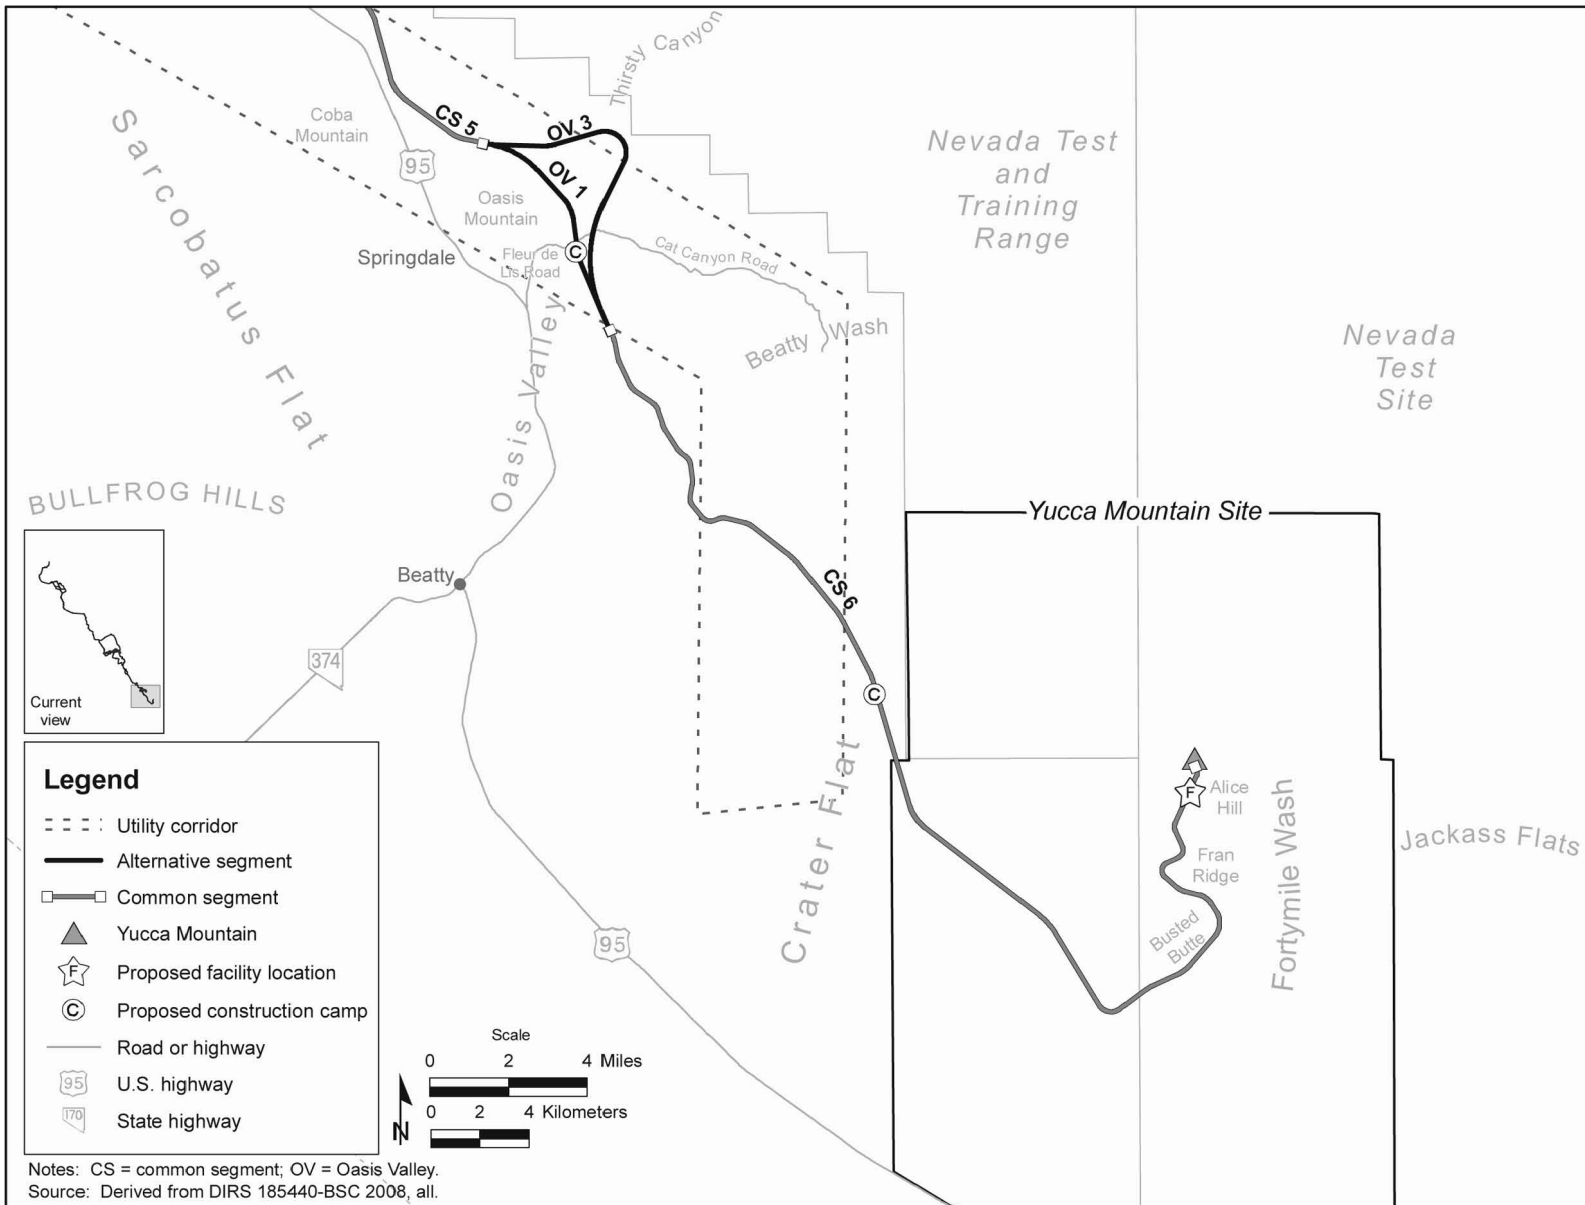 Thirsty Canyon
Sarcobatus Flat
Coba
Mountain
CS 5
OV 3
OV 1
95
Nevada Test
and
Training
Range
Oasis
Mountain
Springdale
Fleur de
Lis Road
C
Cat Canyon Road
Beatty Wash
Nevada
Test
Site
Oasis Valley
BULLFROG HILLS
Yucca Mountain Site
Beatty
CS 6
374
C
Current
view
Crater Flat
F
Alice
Hill
Fran
Ridge
Fortymile Wash
Jackass Flats
Busted
Butte
95
Legend
Utility corridor
Alternative segment
Common segment
Yucca Mountain
F Proposed facility location
C Proposed construction camp
Road or highway
95 U.S. highway
170 State highway
Scale
0 2 4 Miles
0 2 4 Kilometers
N
Notes: CS = common segment; OV = Oasis Valley.
Source: Derived from DIRS 185440-BSC 2008, all.